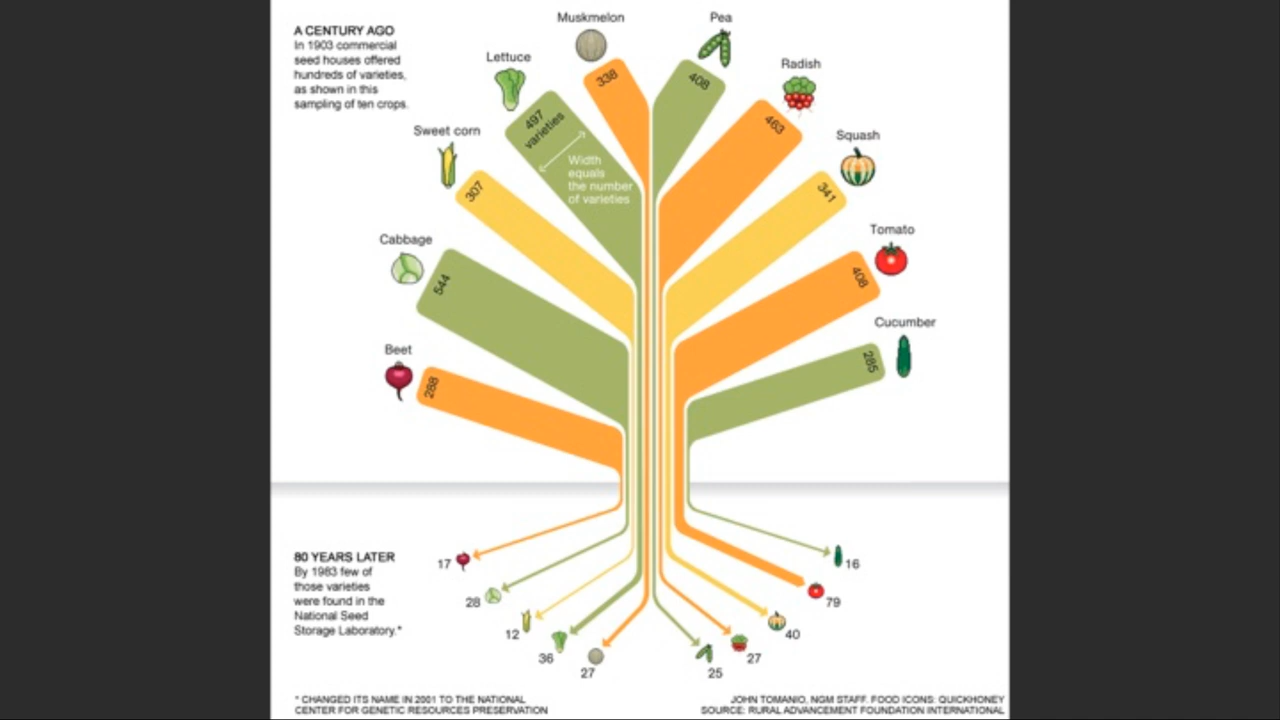 A CENTURY AGO
In 1903 commercial
seed houses offered
hundreds of varieties,
as shown in this
sampling of ten crops.
Muskmelon
Pea
Lettuce
Radish
Sweet corn
Squash
Cabbage
Tomato
Beet
Cucumber
338
408
497
varieties
463
Width
equals
the number
of varieties
307
341
544
408
288
285
80 YEARS LATER
By 1983 few of
those varieties
were found in the
National Seed
Storage Laboratory.*
17
28
12
36
27
25
27
40
79
16
* CHANGED ITS NAME IN 2001 TO THE NATIONAL
CENTER FOR GENETIC RESOURCES PRESERVATION
JOHN TOMANIO, NGM STAFF. FOOD ICONS: QUICKHONEY
SOURCE: RURAL ADVANCEMENT FOUNDATION INTERNATIONAL